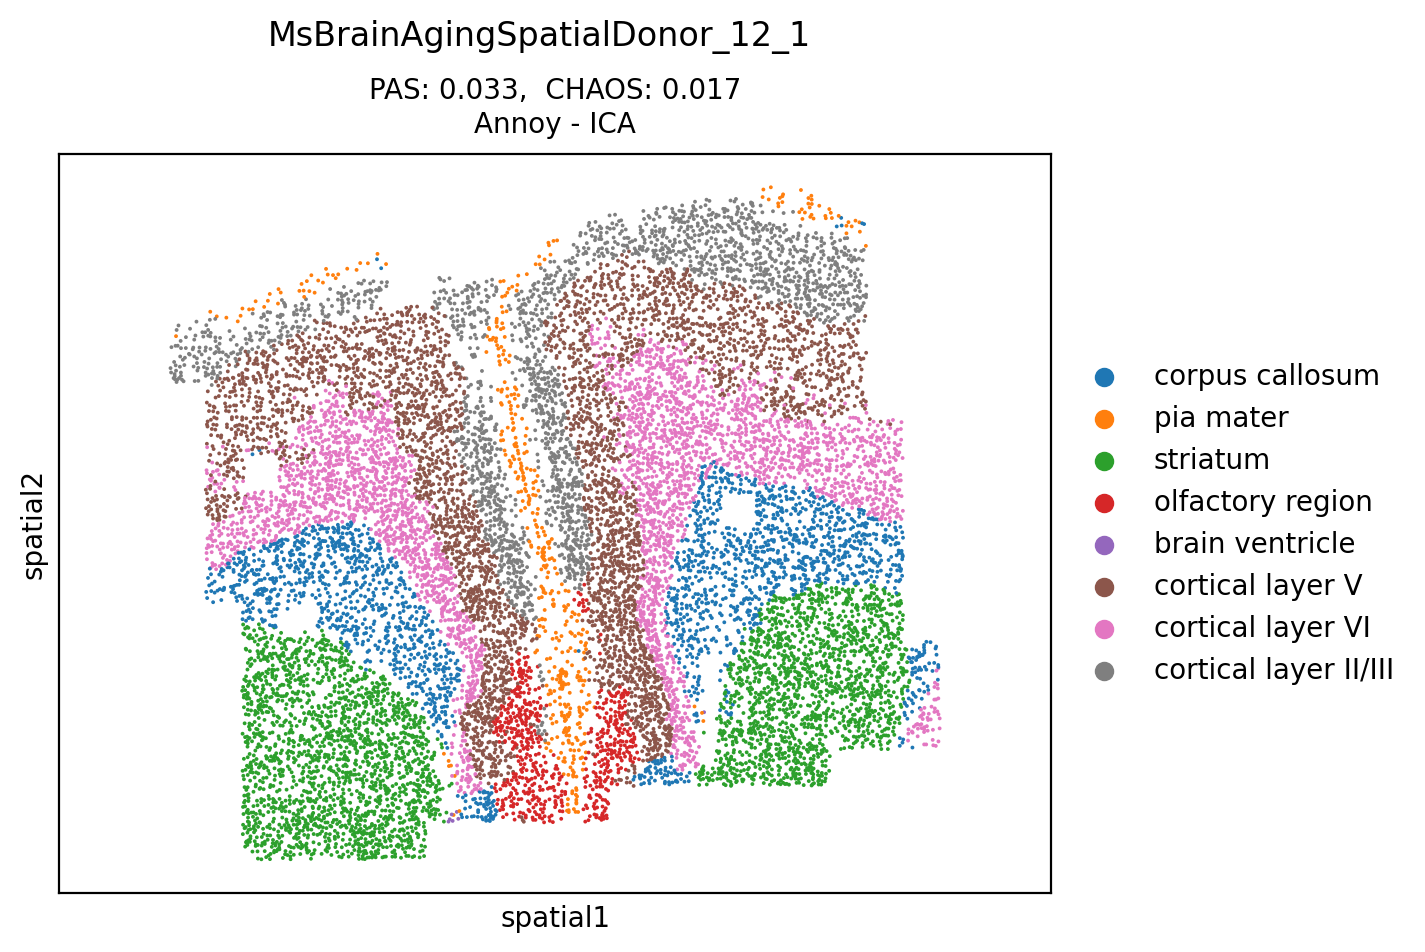 MsBrainAgingSpatialDonor_12_1
PAS: 0.033,  CHAOS: 0.017
Annoy - ICA
spatial2
corpus callosum
pia mater
striatum
olfactory region
brain ventricle
cortical layer V
cortical layer VI
cortical layer II/III
spatial1